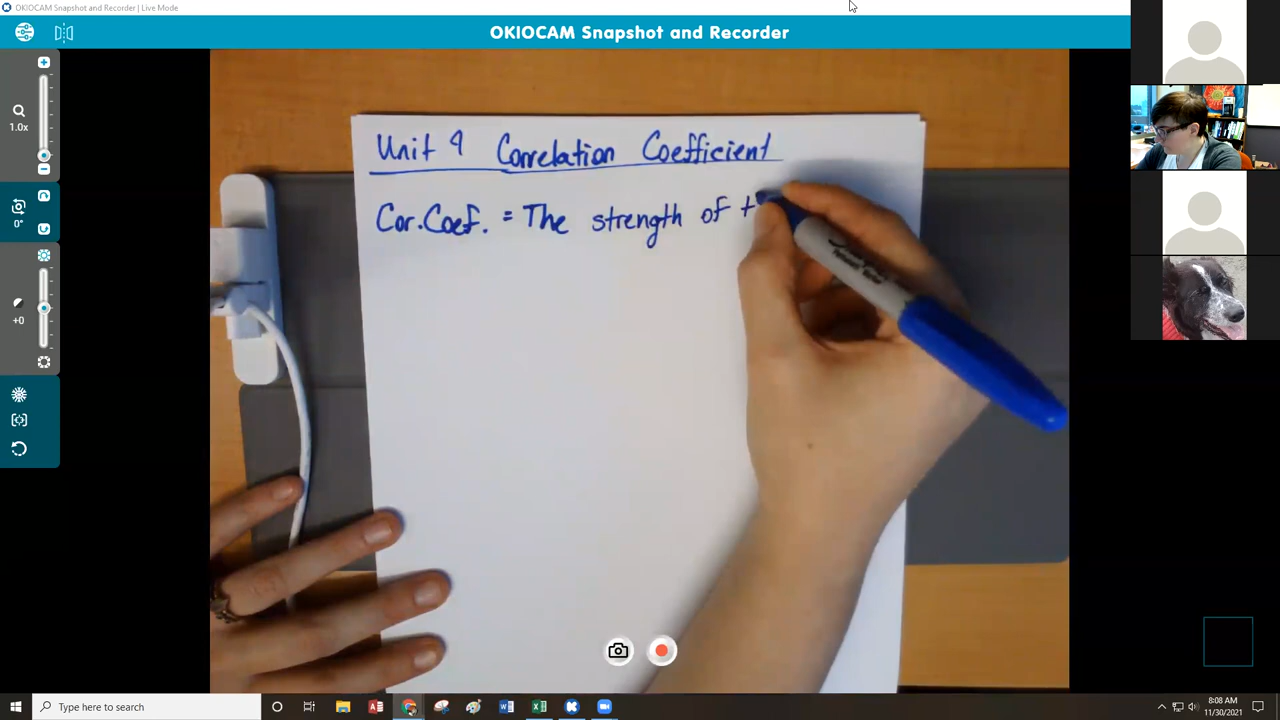 OKIOCAM Snapshot and Recorder | Live Mode
OKIOCAM Snapshot and Recorder
1.0x
0°
+0
Unit 9 Correlation Coefficient
Cor.Coef. = The strength of t
Type here to search
8:08 AM
11/30/2021